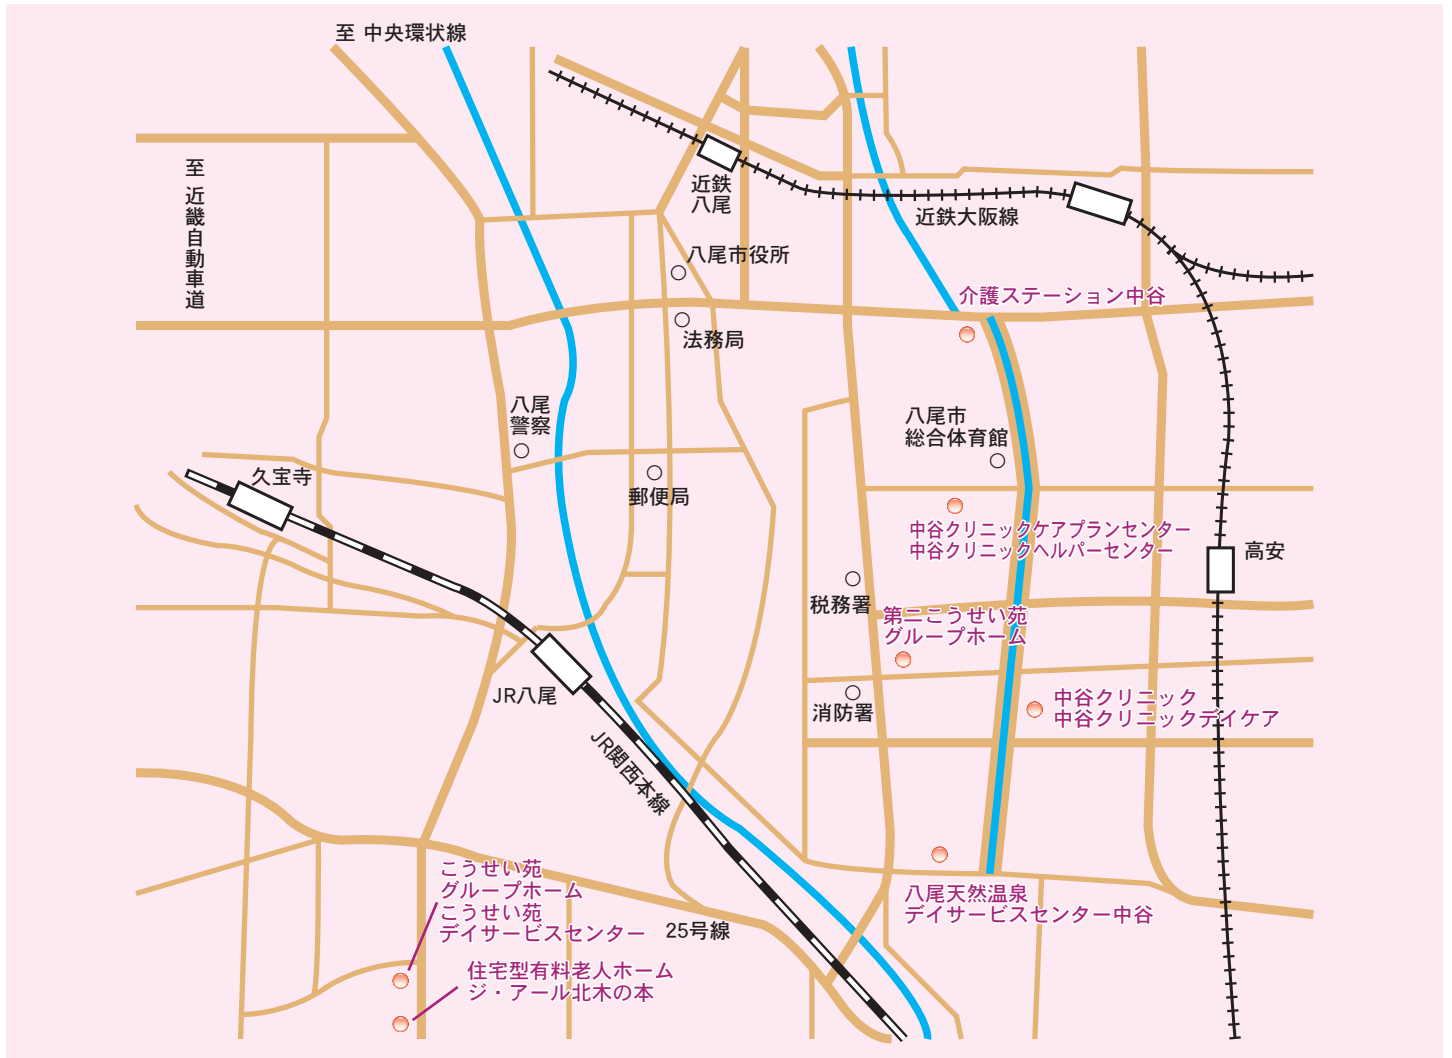 至 中央環状線
至 近畿自動車道
近鉄
八尾
近鉄大阪線
八尾市役所
介護ステーション中谷
法務局
八尾
警察
八尾市
総合体育館
久宝寺
郵便局
中谷クリニックケアプランセンター
中谷クリニックヘルパーセンター
高安
税務署
第二こうせい苑
グループホーム
JR八尾
消防署
中谷クリニック
中谷クリニックデイケア
JR関西本線
こうせい苑
グループホーム
こうせい苑
デイサービスセンター
25号線
八尾天然温泉
デイサービスセンター中谷
住宅型有料老人ホーム
ジ・アール北木の本